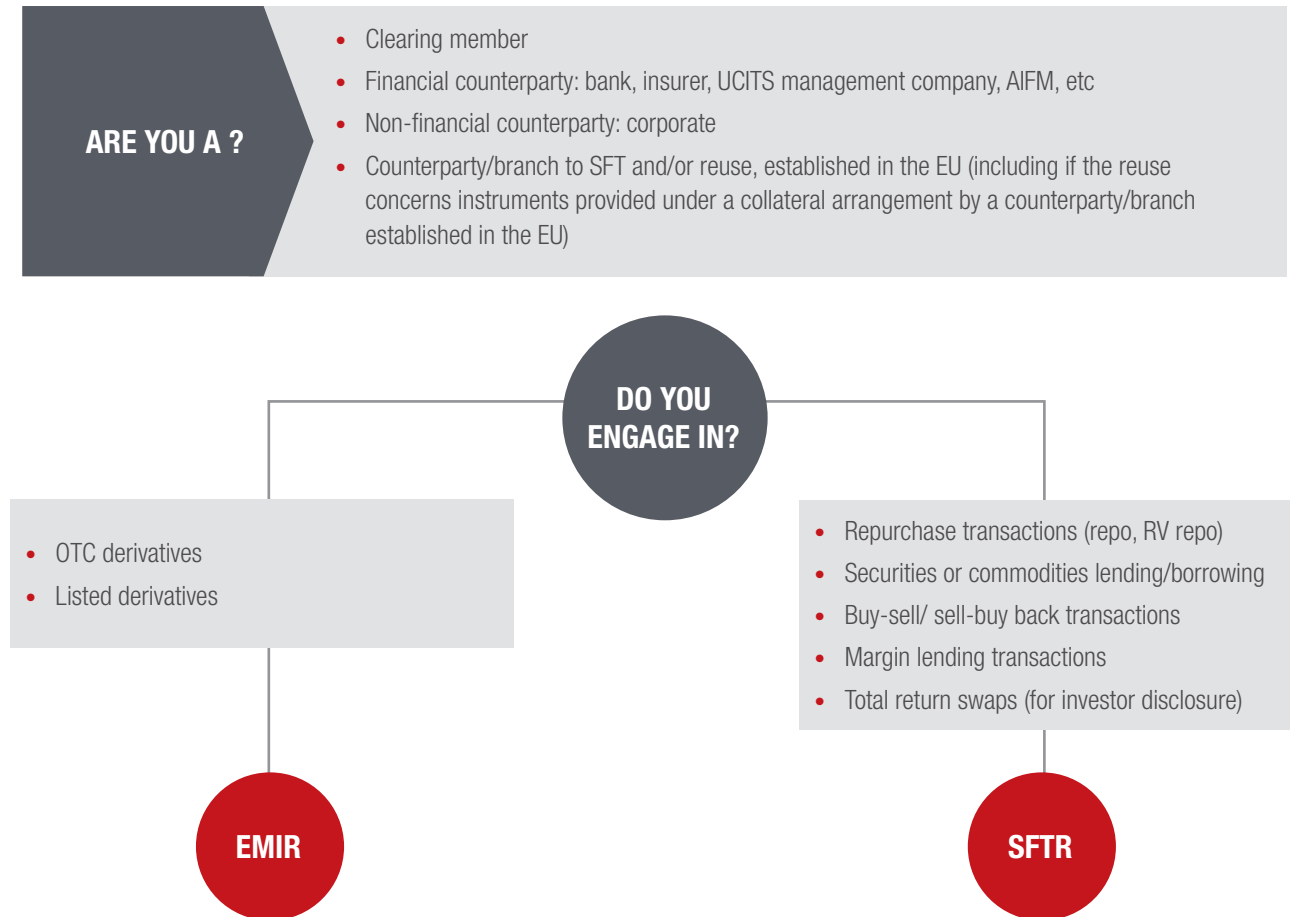 ARE YOU A ?
• Clearing member
• Financial counterparty: bank, insurer, UCITS management company, AIFM, etc
• Non-financial counterparty: corporate
• Counterparty/branch to SFT and/or reuse, established in the EU (including if the reuse
concerns instruments provided under a collateral arrangement by a counterparty/branch
established in the EU)
DO YOU
ENGAGE IN?
• OTC derivatives
• Listed derivatives
• Repurchase transactions (repo, RV repo)
• Securities or commodities lending/borrowing
• Buy-sell/ sell-buy back transactions
• Margin lending transactions
• Total return swaps (for investor disclosure)
EMIR
SFTR